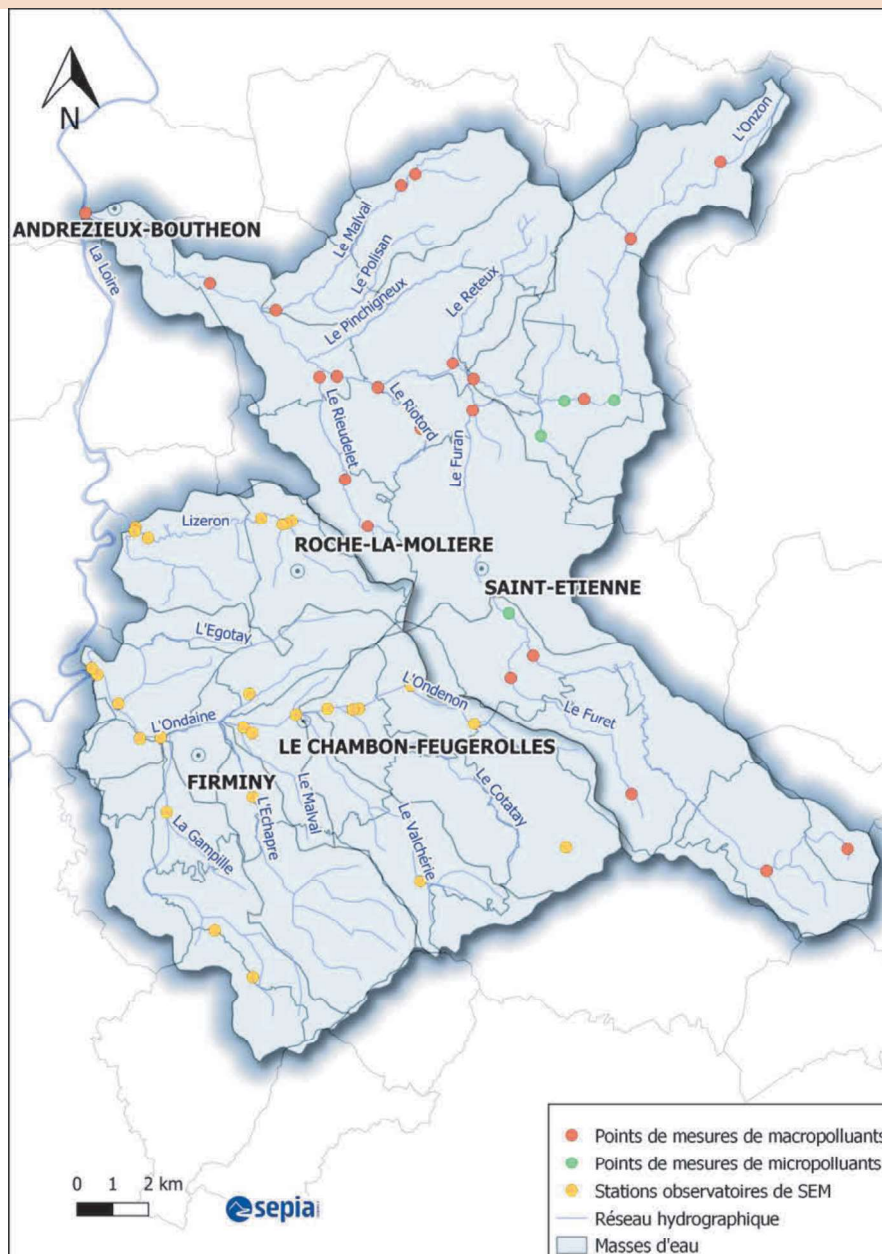 N
L'Onzon
ANDREZIEUX-BOUTHEON
La Loire
Le Malval
Le Polisan
Le Pinchigneux
Le Reteux
Le Riotord
Le Rieudelet
Le Furan
Lizeron
ROCHE-LA-MOLIERE
SAINT-ETIENNE
L'Egotay
L'Ondenon
Le Furet
L'Ondaine
LE CHAMBON-FEUGEROLLES
FIRMINY
Le Cotatay
Le Malval
L'Echapre
Le Valchérie
La Gampille
Points de mesures de macropolluants
Points de mesures de micropolluants
Stations observatoires de SEM
Réseau hydrographique
Masses d'eau
0 1 2 km
sepia